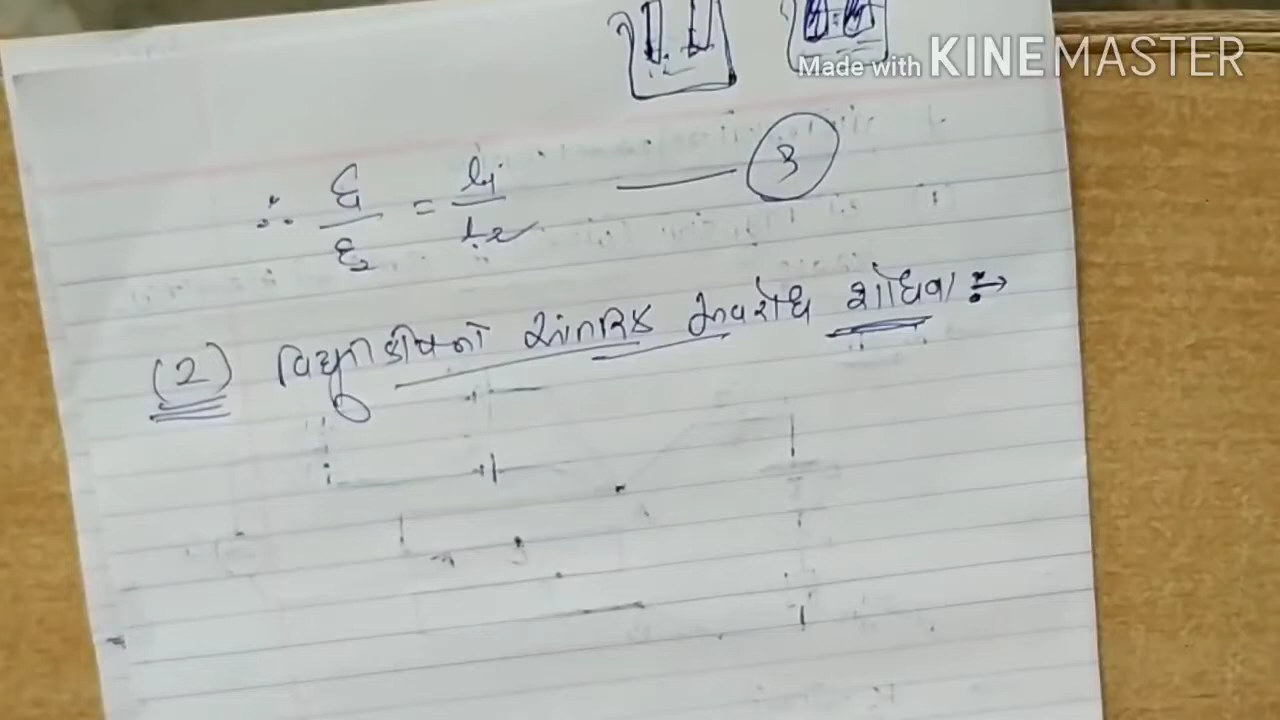 Made with KINEMASTER
∴ ε₁/ε₂ = l₁/l₂ —— 3
(2) વિદ્યુતકોષનો આંતરિક અવરોધ શોધવા :→